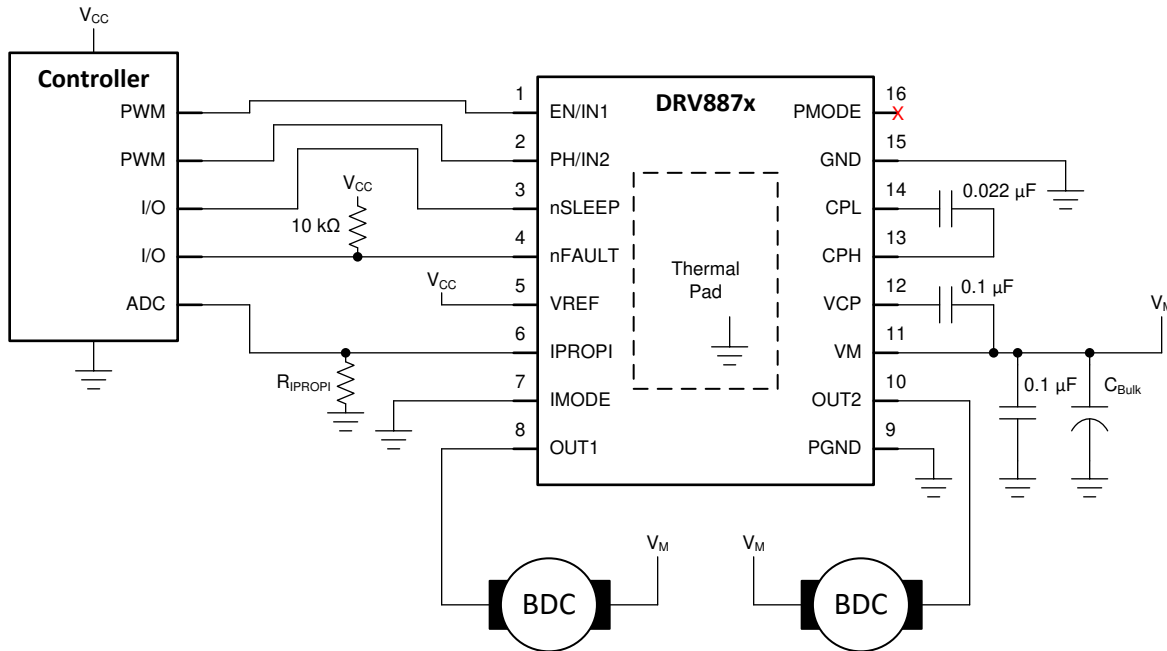 VCC
Controller
PWM
PWM
I/O
I/O
ADC
VCC
10 kΩ
VCC
RIPROPI
DRV887x
1
EN/IN1
2
PH/IN2
3
nSLEEP
4
nFAULT
5
VREF
6
IPROPI
7
IMODE
8
OUT1
Thermal
Pad
16
PMODE
X
15
GND
14
CPL
0.022 µF
13
CPH
12
VCP
0.1 µF
11
VM
10
OUT2
9
PGND
0.1 µF
CBulk
BDC
VM
VM
BDC